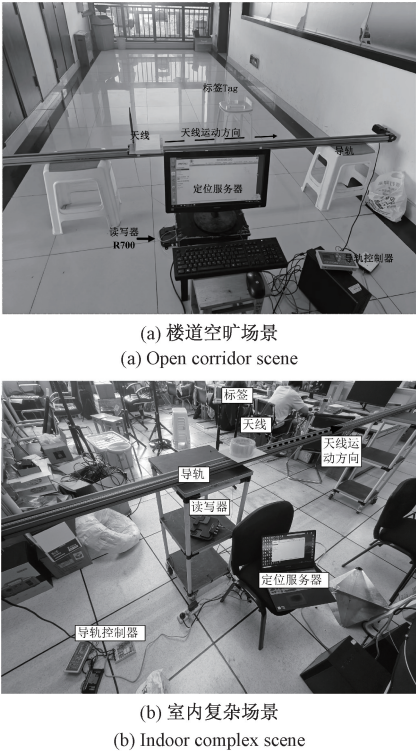 标签Tag
天线
天线运动方向
导轨
定位服务器
读写器
R700
导轨控制器
(a) 楼道空旷场景
(a) Open corridor scene
标签
天线
天线运
动方向
导轨
读写器
定位服务器
导轨控制器
(b) 室内复杂场景
(b) Indoor complex scene